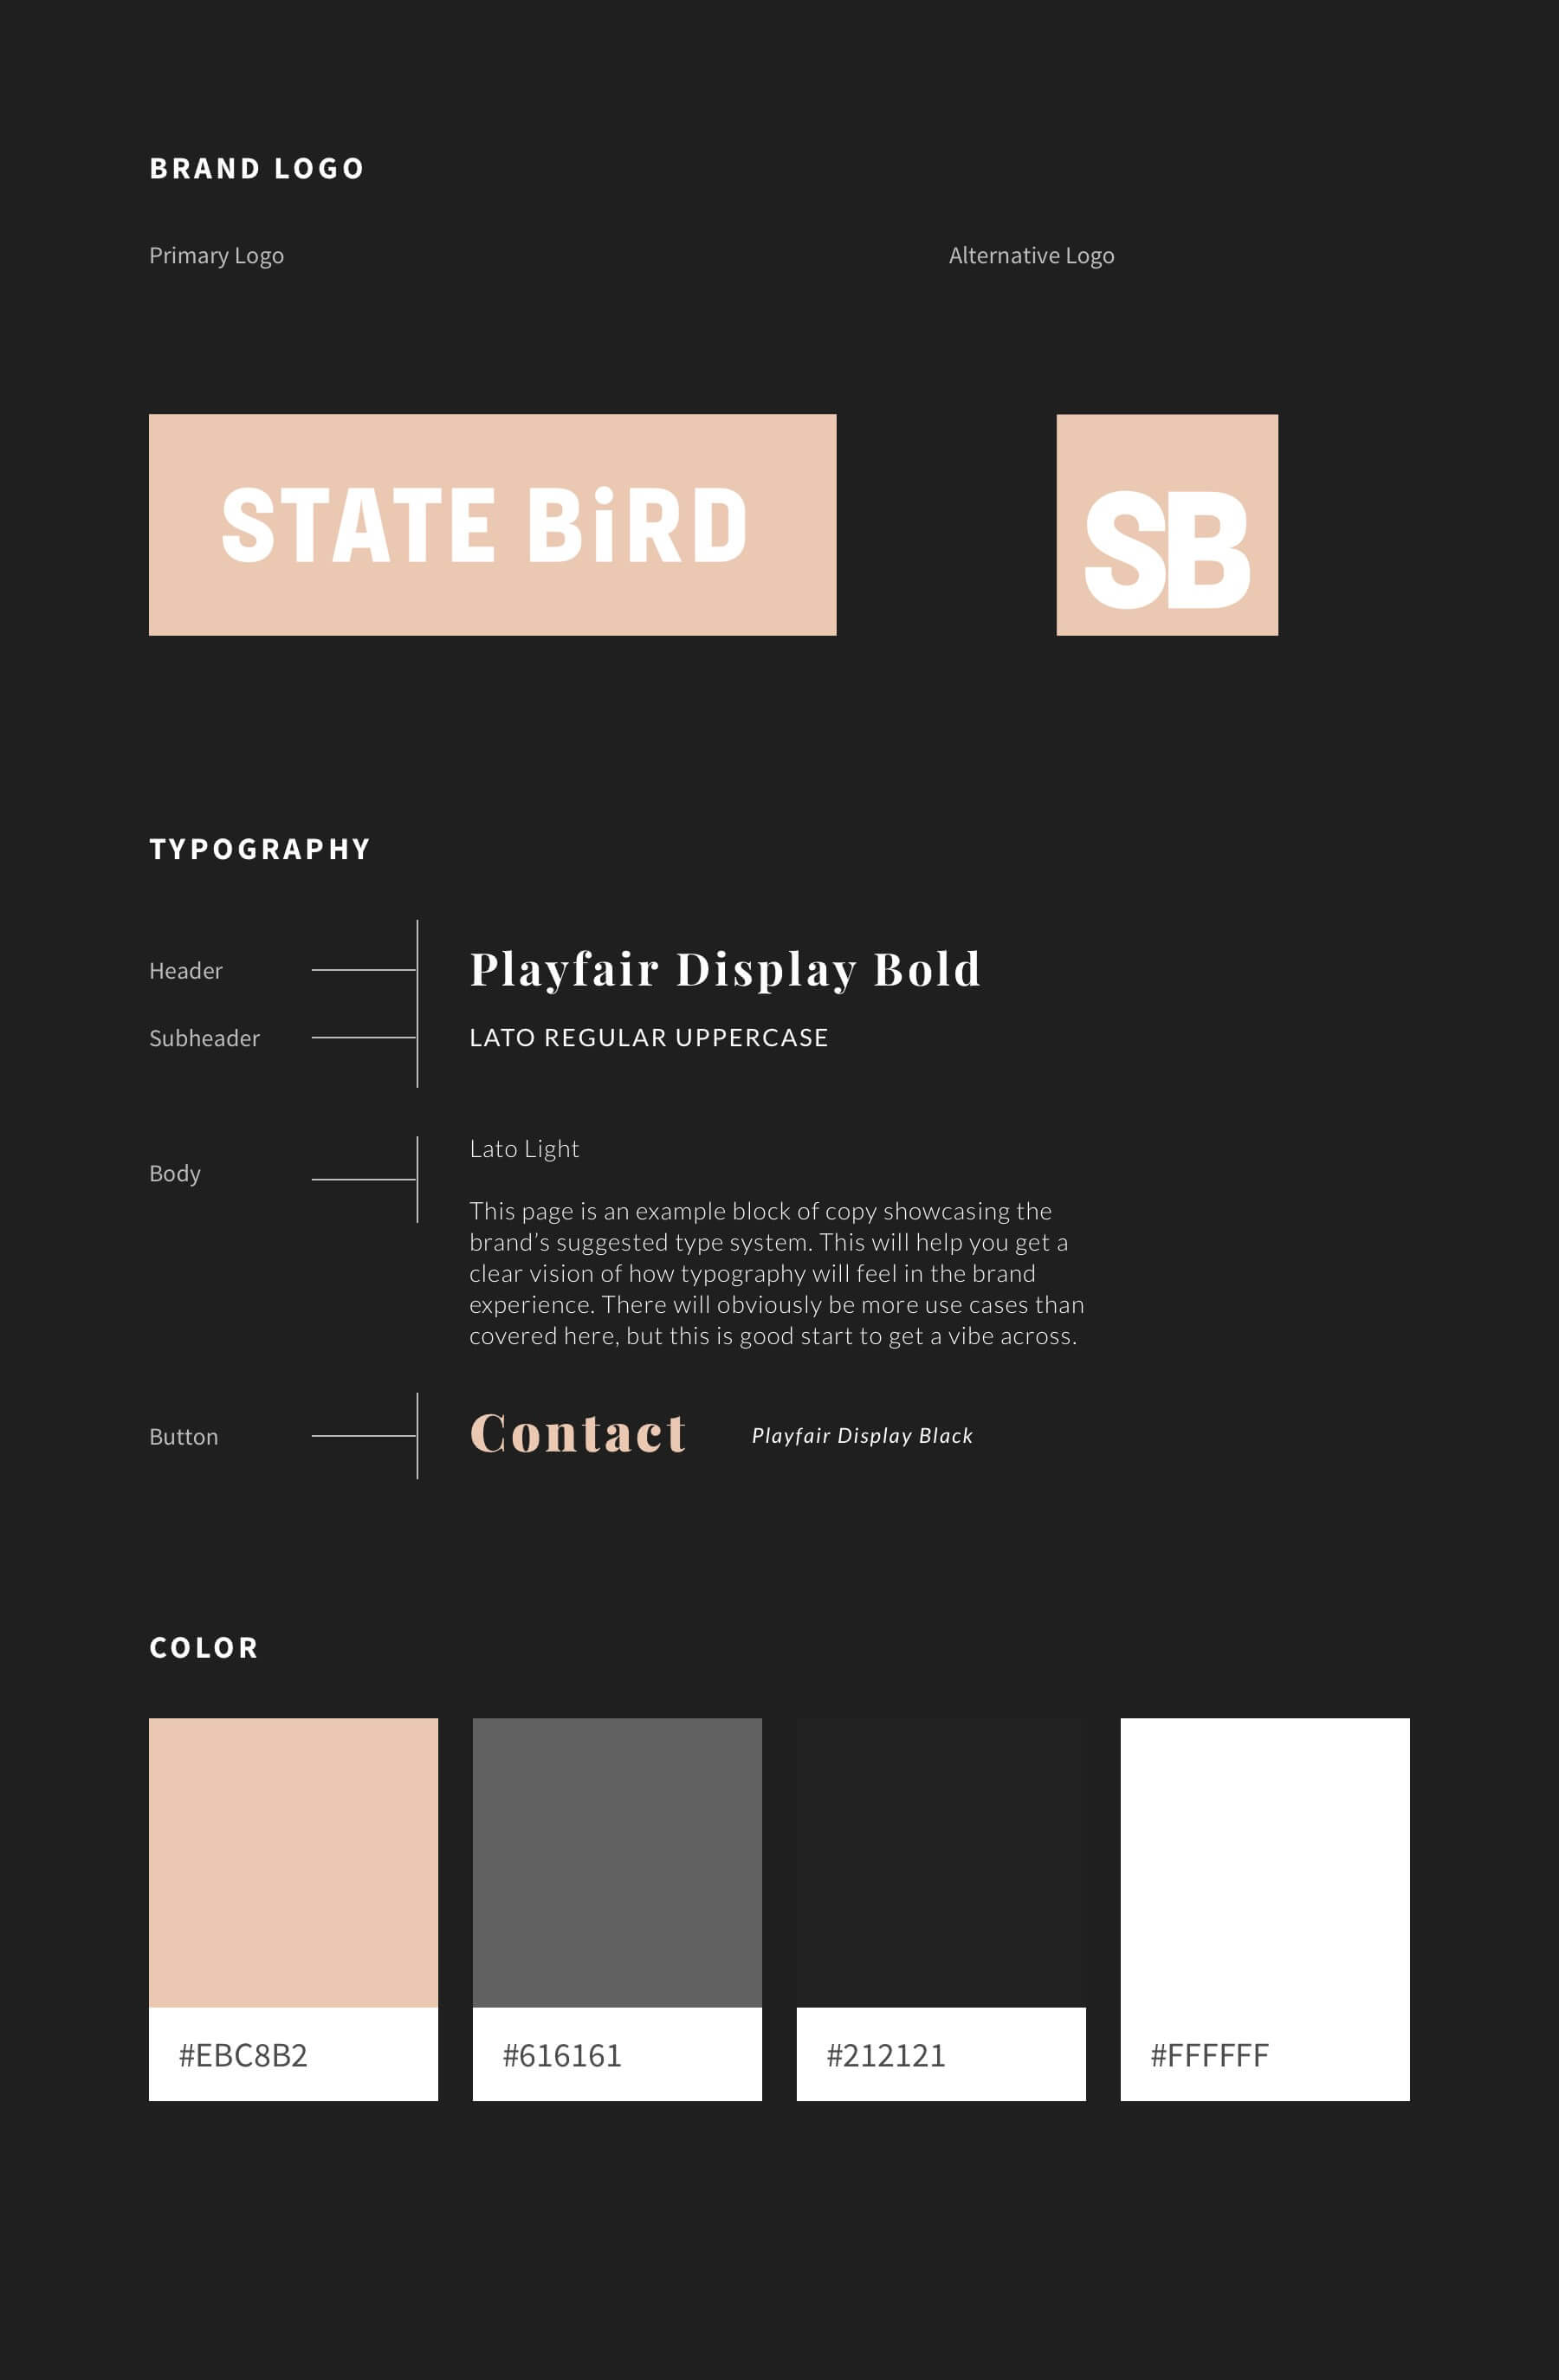 BRAND LOGO
Primary Logo
Alternative Logo
STATE BiRD
SB
TYPOGRAPHY
Header
Playfair Display Bold
Subheader
LATO REGULAR UPPERCASE
Body
Lato Light
This page is an example block of copy showcasing the
brand’s suggested type system. This will help you get a
clear vision of how typography will feel in the brand
experience. There will obviously be more use cases than
covered here, but this is good start to get a vibe across.
Button
Contact
Playfair Display Black
COLOR
#EBC8B2
#616161
#212121
#FFFFFF